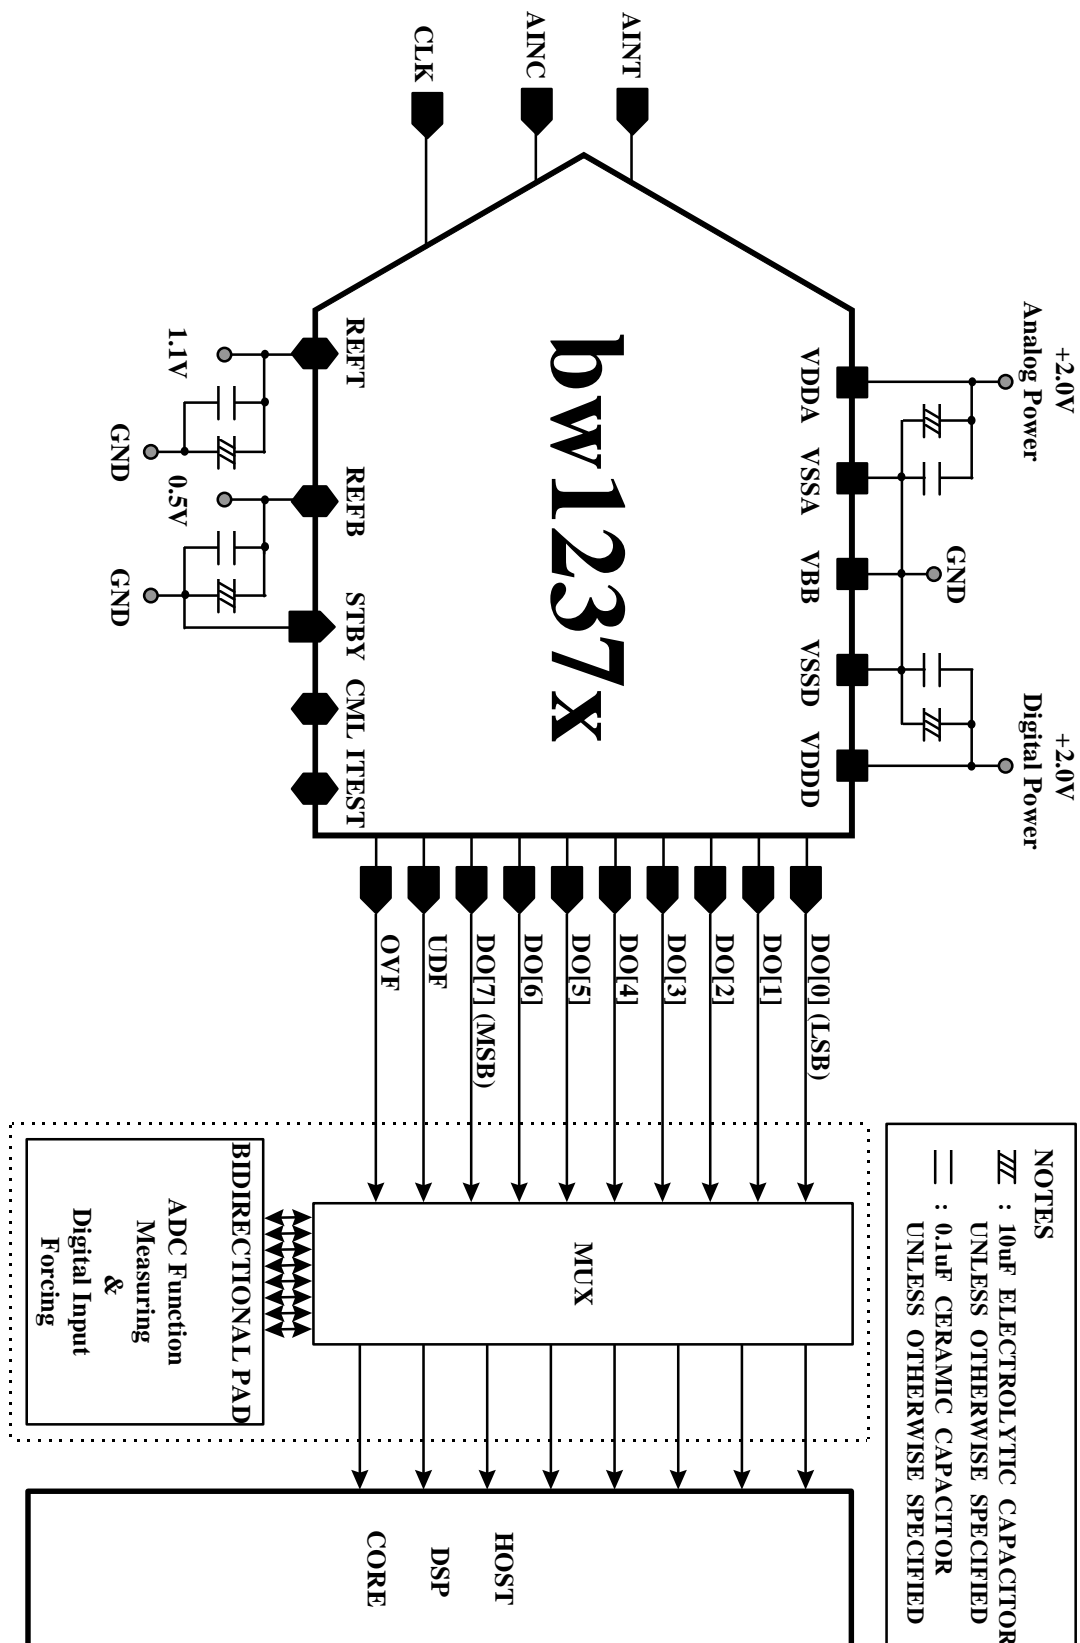 +2.0V
Analog Power
+2.0V
Digital Power
GND
VDDA
VSSA
VBB
VSSD
VDDD
AINT
AINC
CLK
bw1237x
REFT
REFB
STBY
CML
ITEST
1.1V
GND
0.5V
GND
DO[0] (LSB)
DO[1]
DO[2]
DO[3]
DO[4]
DO[5]
DO[6]
DO[7] (MSB)
UDF
OVF
MUX
BIDIRECTIONAL PAD
ADC Function
Measuring
&
Digital Input
Forcing
HOST
DSP
CORE
NOTES
: 10uF ELECTROLYTIC CAPACITOR
UNLESS OTHERWISE SPECIFIED
: 0.1uF CERAMIC CAPACITOR
UNLESS OTHERWISE SPECIFIED